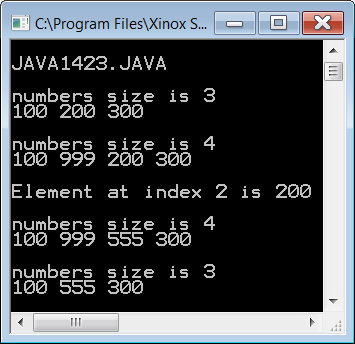 C:\Program Files\Xinox S...
JAVA1423.JAVA
numbers size is 3
100 200 300
numbers size is 4
100 999 200 300
Element at index 2 is 200
numbers size is 4
100 999 555 300
numbers size is 3
100 555 300